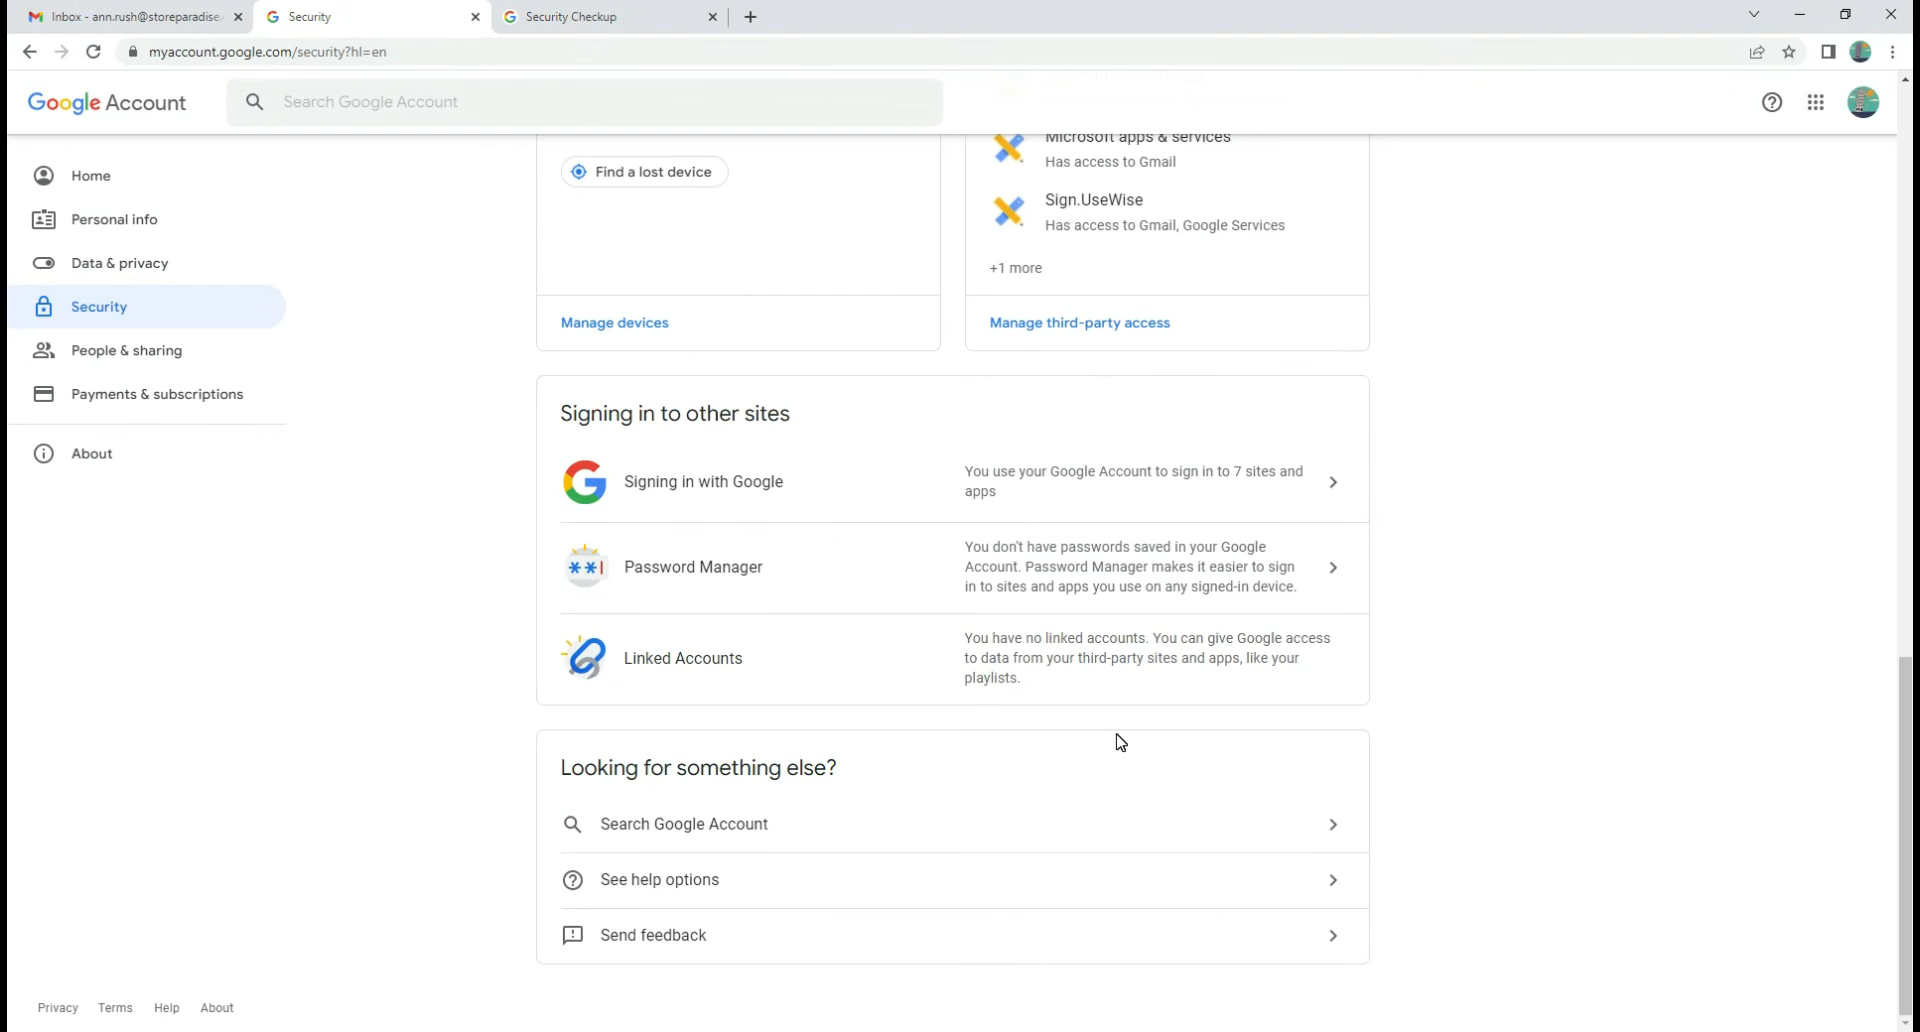 Inbox - ann.rush@storeparadise.
Security
Security Checkup
myaccount.google.com/security?hl=en
Google Account
Search Google Account
Home
Personal info
Data & privacy
Security
People & sharing
Payments & subscriptions
About
Find a lost device
Manage devices
Microsoft apps & services
Has access to Gmail
Sign.UseWise
Has access to Gmail, Google Services
+1 more
Manage third-party access
Signing in to other sites
Signing in with Google
You use your Google Account to sign in to 7 sites and
apps
Password Manager
You don't have passwords saved in your Google
Account. Password Manager makes it easier to sign
in to sites and apps you use on any signed-in device.
Linked Accounts
You have no linked accounts. You can give Google access
to data from your third-party sites and apps, like your
playlists.
Looking for something else?
Search Google Account
See help options
Send feedback
Privacy Terms Help About